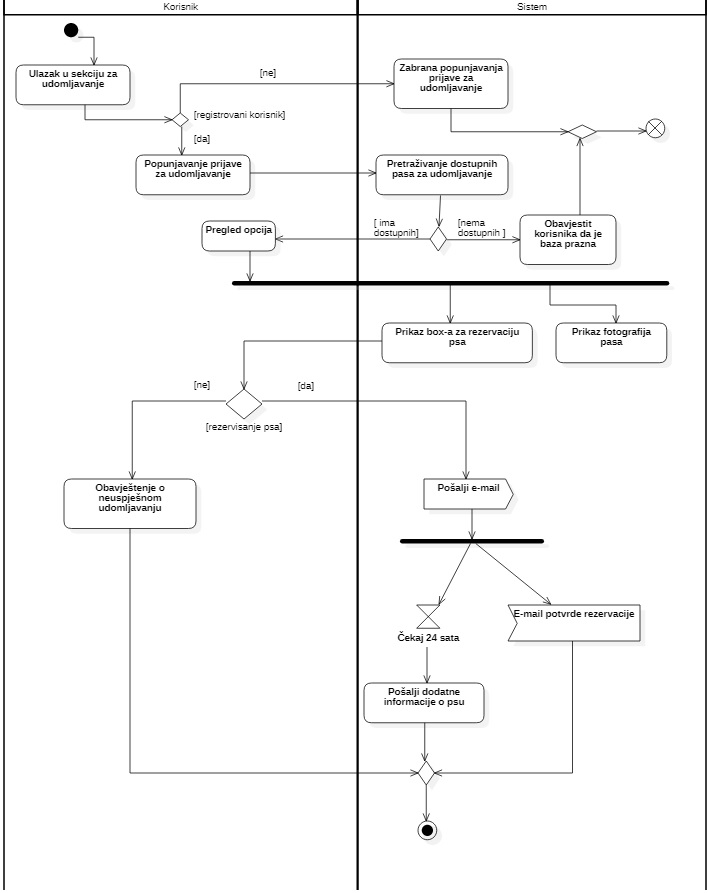 Korisnik
Sistem
Ulazak u sekciju za
udomljavanje
[ne]
Zabrana popunjavanja
prijave za
udomljavanje
[registrovani korisnik]
[da]
Popunjavanje prijave
za udomljavanje
Pretraživanje dostupnih
pasa za udomljavanje
Pregled opcija
[ ima
dostupnih]
[nema
dostupnih ]
Obavjestit
korisnika da je
baza prazna
Prikaz box-a za rezervaciju
psa
Prikaz fotografija
pasa
[ne]
[da]
[rezervisanje psa]
Obavještenje o
neuspješnom
udomljavanju
Pošalji e-mail
Čekaj 24 sata
E-mail potvrde rezervacije
Pošalji dodatne
informacije o psu